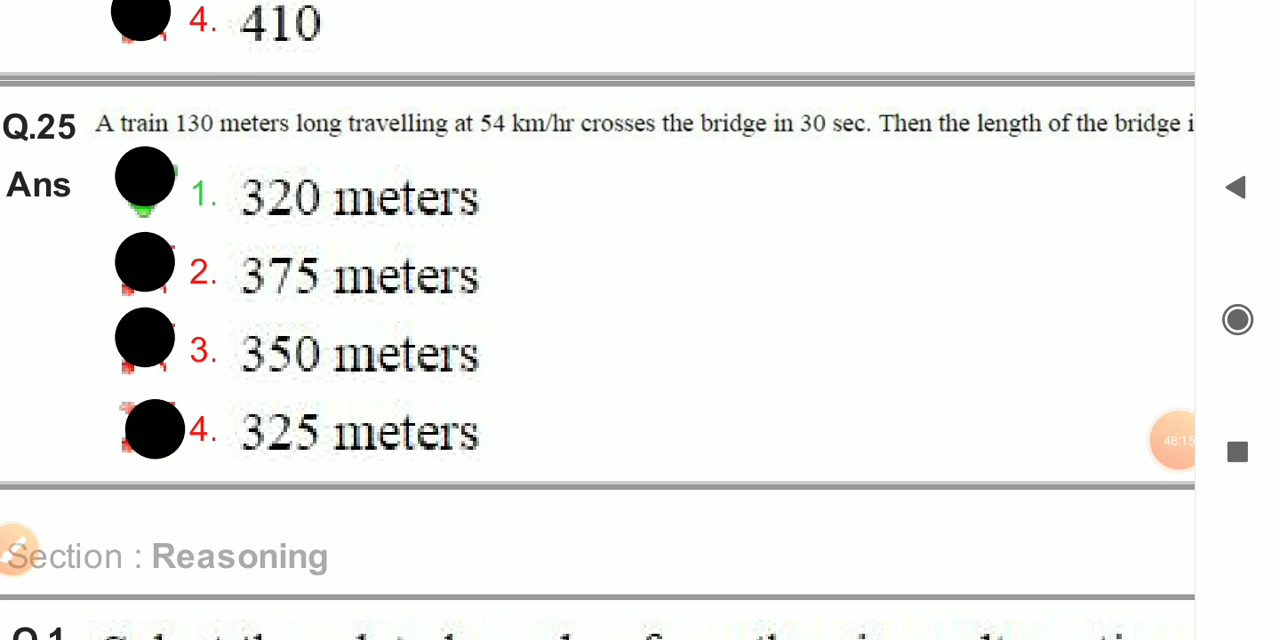 4. 410
Q.25 A train 130 meters long travelling at 54 km/hr crosses the bridge in 30 sec. Then the length of the bridge i
Ans 1. 320 meters
2. 375 meters
3. 350 meters
4. 325 meters
48:15
Section : Reasoning
Q.1